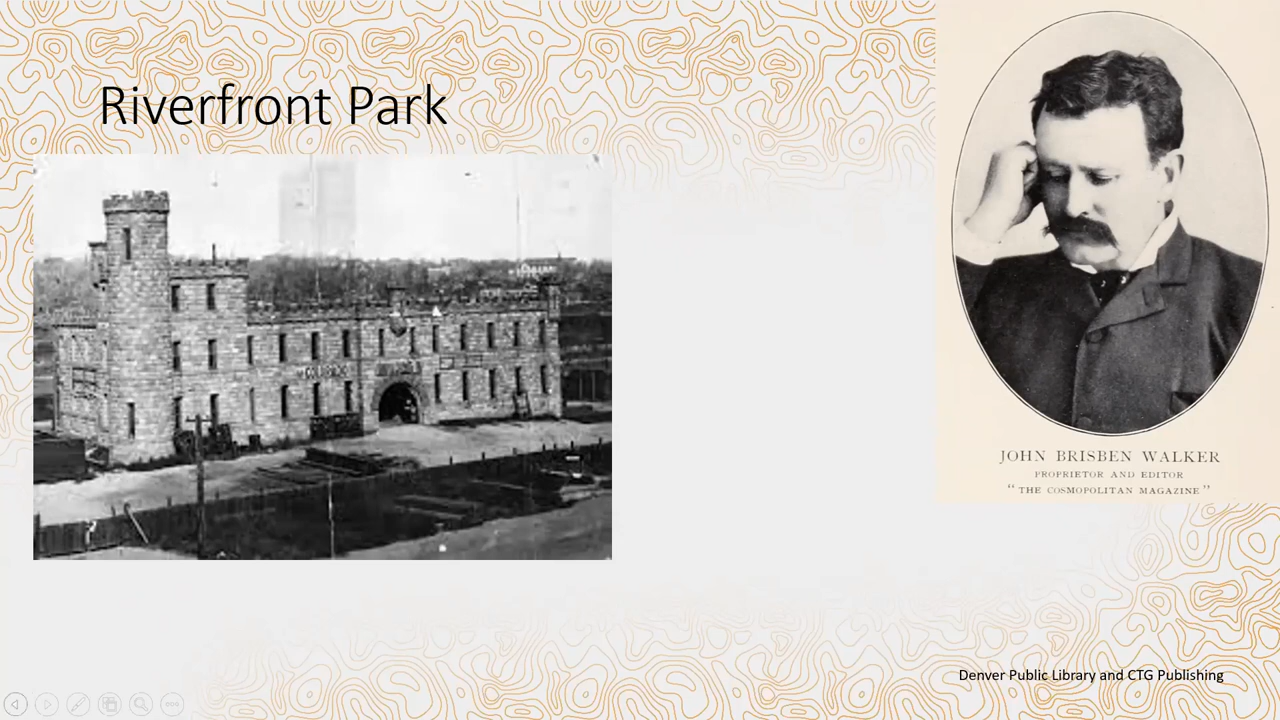 Riverfront Park
JOHN BRISBEN WALKER
PROPRIETOR AND EDITOR
“THE COSMOPOLITAN MAGAZINE”
Denver Public Library and CTG Publishing